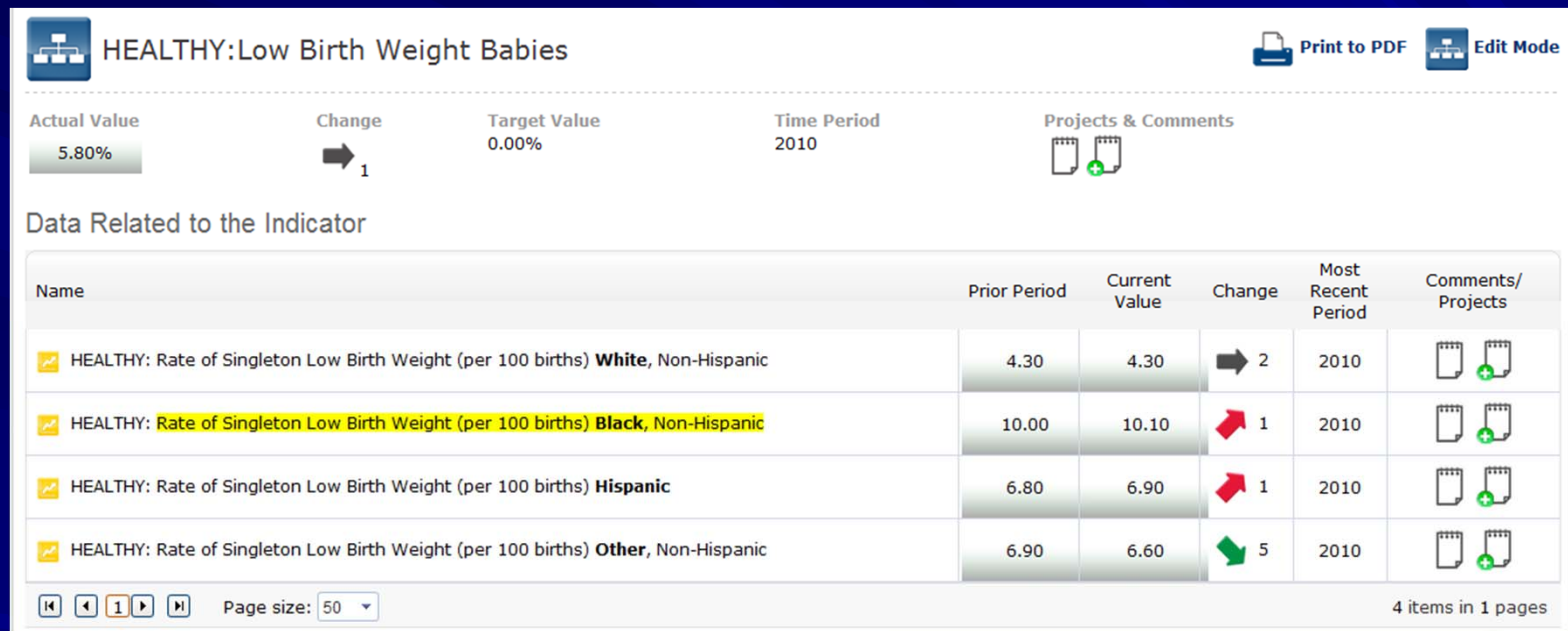 HEALTHY:Low Birth Weight Babies
Print to PDF
Edit Mode
Actual Value Change Target Value Time Period Projects & Comments
5.80% 1 0.00% 2010
Data Related to the Indicator
Name Prior Period Current Value Change Most Recent Period Comments/ Projects
HEALTHY: Rate of Singleton Low Birth Weight (per 100 births) White, Non-Hispanic 4.30 4.30 2 2010
HEALTHY: Rate of Singleton Low Birth Weight (per 100 births) Black, Non-Hispanic 10.00 10.10 1 2010
HEALTHY: Rate of Singleton Low Birth Weight (per 100 births) Hispanic 6.80 6.90 1 2010
HEALTHY: Rate of Singleton Low Birth Weight (per 100 births) Other, Non-Hispanic 6.90 6.60 5 2010
1 Page size: 50 4 items in 1 pages